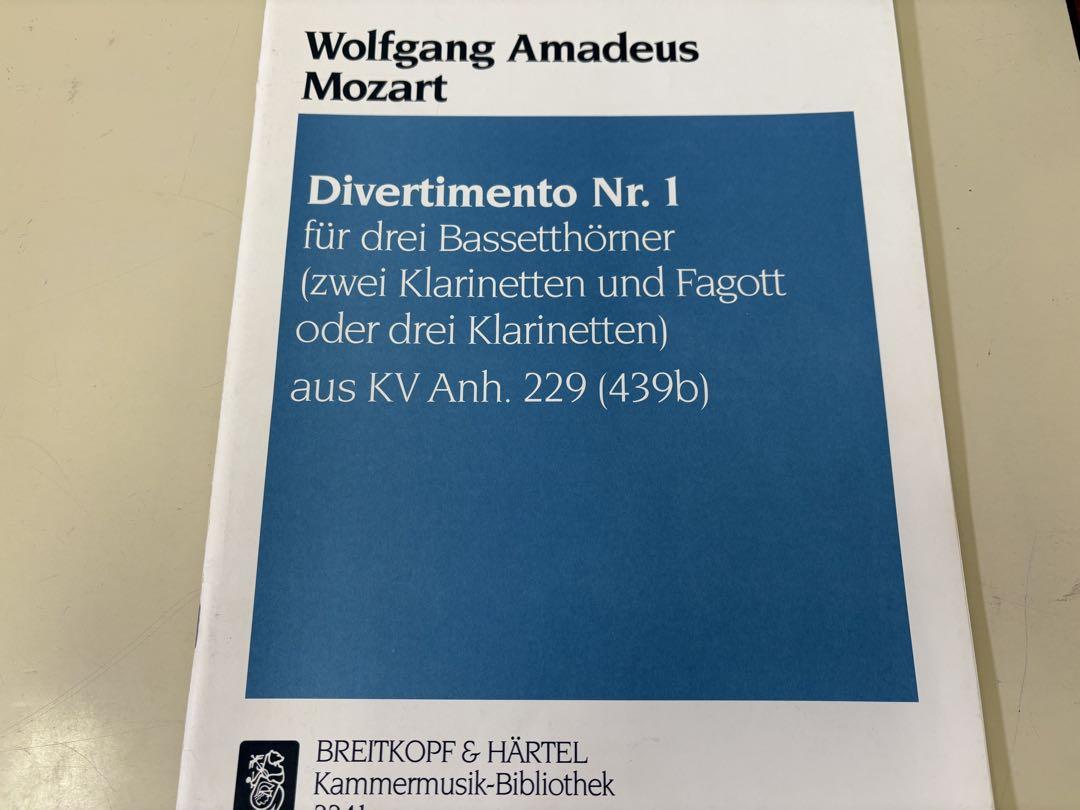 Wolfgang Amadeus
Mozart
Divertimento Nr. 1
für drei Bassetthörner
(zwei Klarinetten und Fagott
oder drei Klarinetten)
aus KV Anh. 229 (439b)
BREITKOPF & HÄRTEL
Kammermusik-Bibliothek